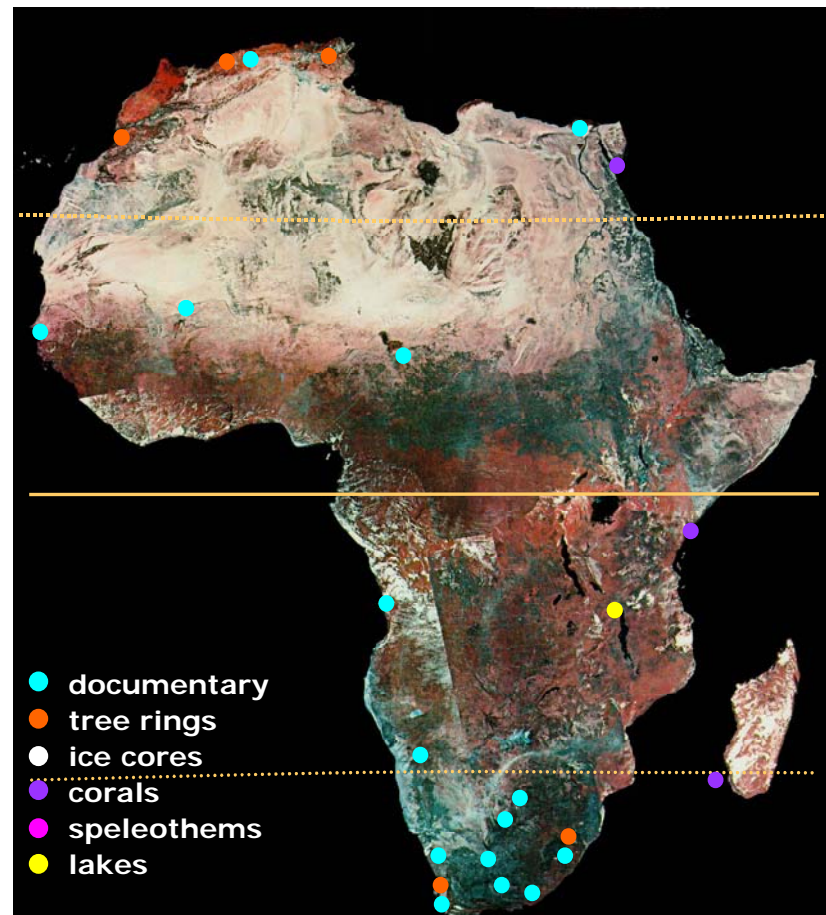 documentary
tree rings
ice cores
corals
speleothems
lakes